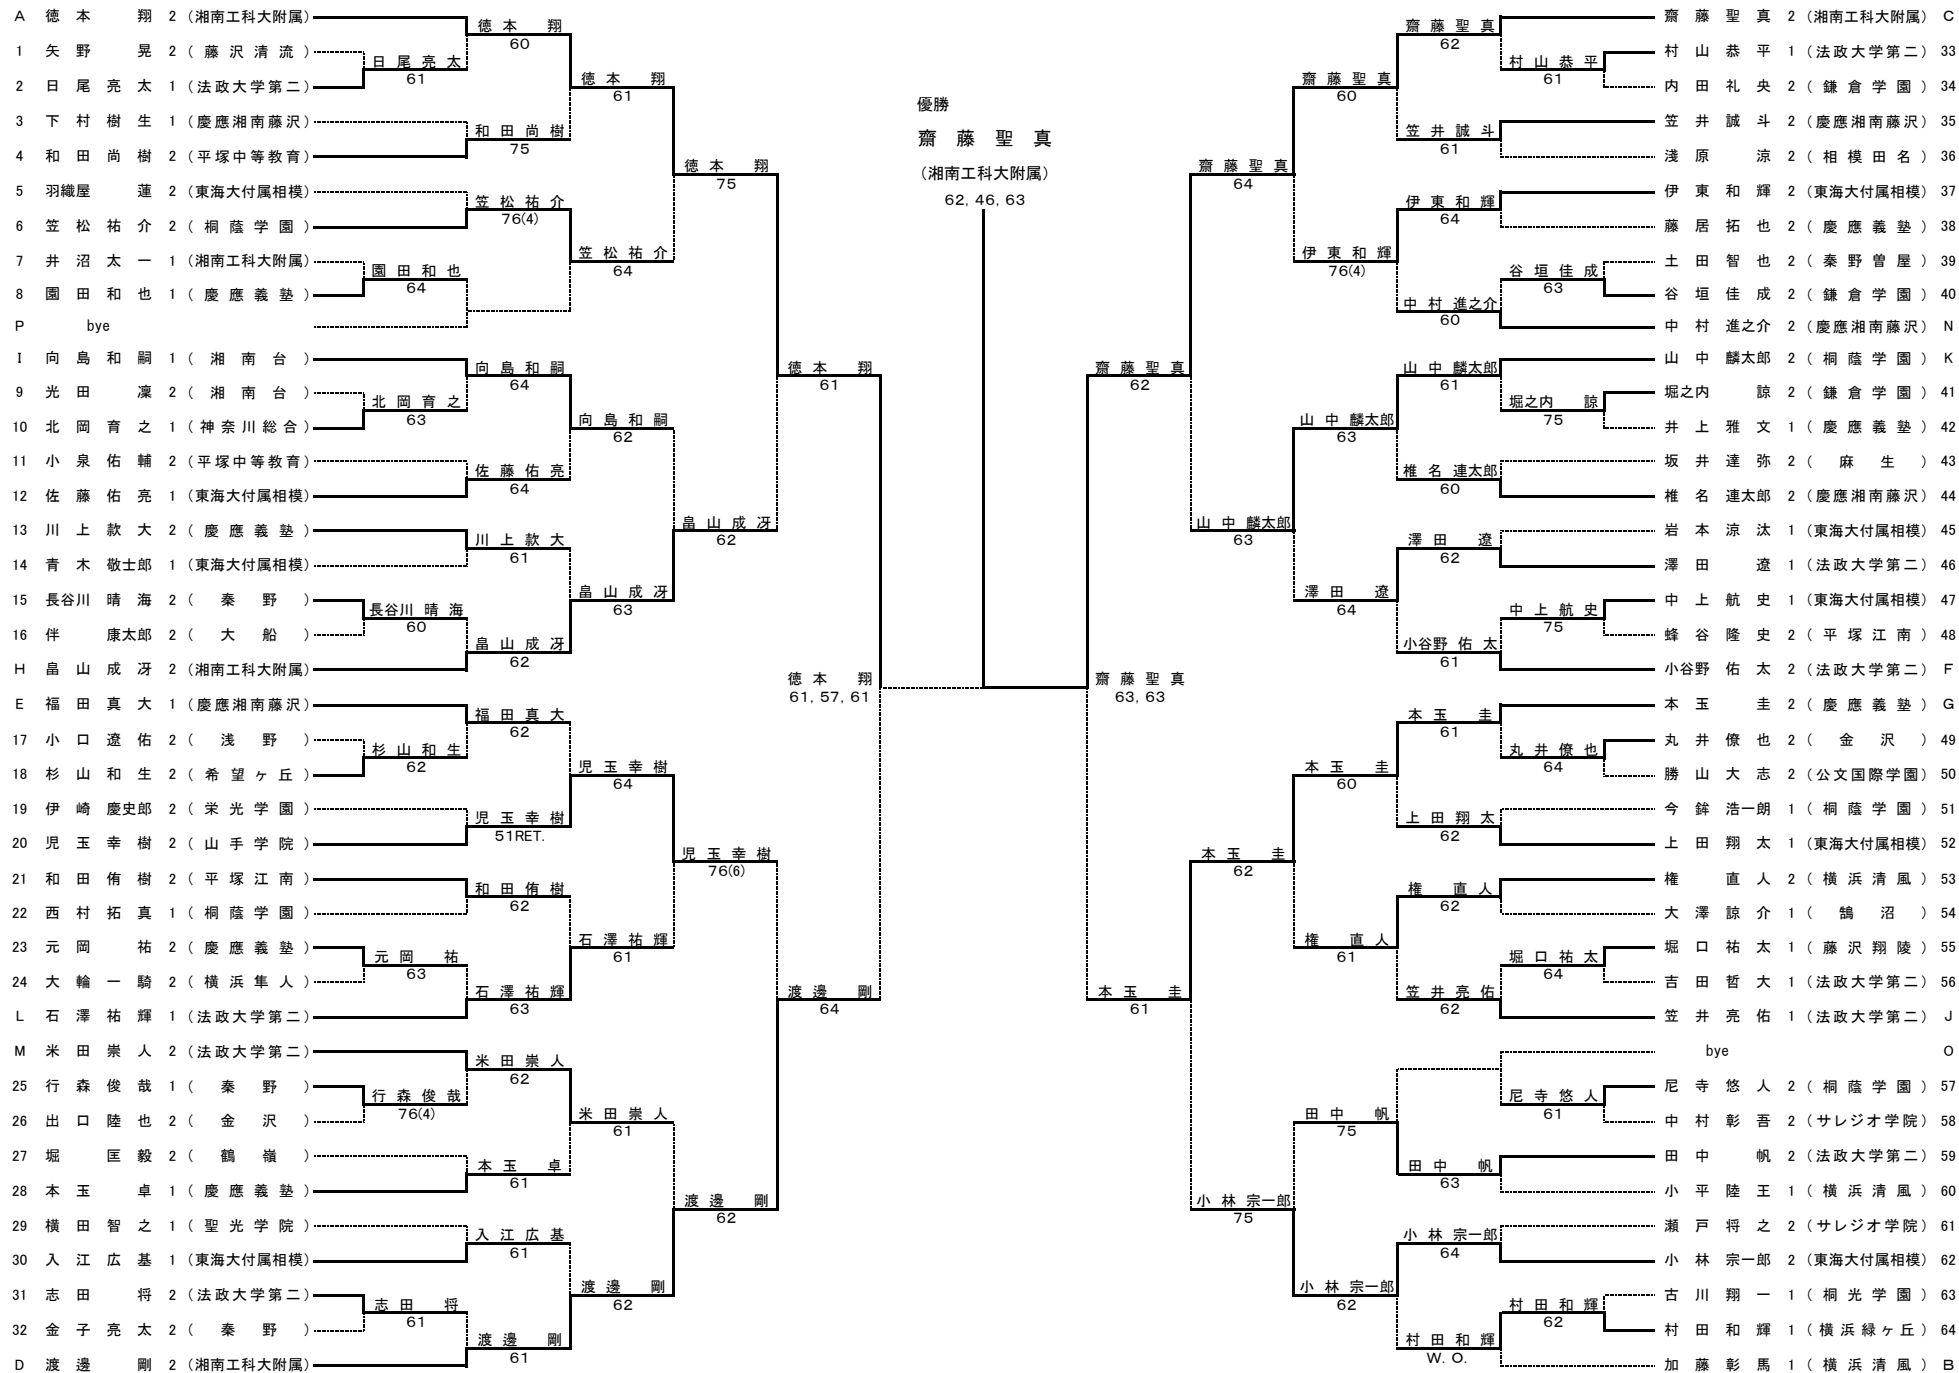 A 徳本 翔 2 (湘南工科大附属)
1 矢野 晃 2 (藤沢清流)
2 日尾亮太 1 (法政大学第二)
3 下村樹生 1 (慶應湘南藤沢)
4 和田尚樹 2 (平塚中等教育)
5 羽織屋 蓮 2 (東海大付属相模)
6 笠松祐介 2 (桐蔭学園)
7 井沼太一 1 (湘南工科大附属)
8 園田和也 1 (慶應義塾)
P bye
I 向島和嗣 1 (湘南台)
9 光田 凜 2 (湘南台)
10 北岡育之 1 (神奈川総合)
11 小泉佑輔 2 (平塚中等教育)
12 佐藤佑亮 1 (東海大付属相模)
13 川上款大 2 (慶應義塾)
14 青木敬士郎 1 (東海大付属相模)
15 長谷川晴海 2 (秦野)
16 伴 康太郎 2 (大船)
H 畠山成冴 2 (湘南工科大附属)
E 福田真大 1 (慶應湘南藤沢)
17 小口遼佑 2 (浅野)
18 杉山和生 2 (希望ヶ丘)
19 伊崎慶史郎 2 (栄光学園)
20 児玉幸樹 2 (山手学院)
21 和田侑樹 2 (平塚江南)
22 西村拓真 1 (桐蔭学園)
23 元岡 祐 2 (慶應義塾)
24 大輪一騎 2 (横浜隼人)
L 石澤祐輝 1 (法政大学第二)
M 米田崇人 2 (法政大学第二)
25 行森俊哉 1 (秦野)
26 出口陸也 2 (金沢)
27 堀 匡毅 2 (鶴嶺)
28 本玉 卓 1 (慶應義塾)
29 横田智之 1 (聖光学院)
30 入江広基 1 (東海大付属相模)
31 志田 将 2 (法政大学第二)
32 金子亮太 2 (秦野)
D 渡邊 剛 2 (湘南工科大附属)
日尾亮太
61
北岡育之
63
長谷川晴海
60
杉山和生
62
元岡 祐
63
行森俊哉
76(4)
志田 将
61
園田和也
64
徳本 翔
60
和田尚樹
75
笠松祐介
76(4)
向島和嗣
64
佐藤佑亮
64
川上款大
61
畠山成冴
62
福田真大
62
児玉幸樹
51RET.
和田侑樹
62
石澤祐輝
63
米田崇人
62
本玉 卓
61
入江広基
61
渡邊 剛
61
徳本 翔
61
笠松祐介
64
向島和嗣
62
畠山成冴
63
児玉幸樹
64
石澤祐輝
61
米田崇人
61
渡邊 剛
62
徳本 翔
75
畠山成冴
62
児玉幸樹
76(6)
渡邊 剛
62
徳本 翔
61
渡邊 剛
64
徳本 翔
61, 57, 61
優勝
齋藤聖真
(湘南工科大附属)
62, 46, 63
齋藤聖真
63, 63
齋藤聖真
62
本玉 圭
61
齋藤聖真
64
山中麟太郎
63
本玉 圭
62
小林宗一郎
75
齋藤聖真
60
伊東和輝
76(4)
山中麟太郎
63
澤田 遼
64
本玉 圭
60
権 直人
61
田中 帆
75
小林宗一郎
62
齋藤聖真
62
笠井誠斗
61
伊東和輝
64
中村進之介
60
山中麟太郎
61
椎名連太郎
60
澤田 遼
62
小谷野佑太
61
本玉 圭
61
上田翔太
62
権 直人
62
笠井亮佑
62
田中 帆
63
小林宗一郎
64
村田和輝
W.O.
村山恭平
61
谷垣佳成
63
堀之内 諒
75
中上航史
75
丸井僚也
64
堀口祐太
64
尼寺悠人
61
村田和輝
62
齋藤聖真 2 (湘南工科大附属) C
村山恭平 1 (法政大学第二) 33
内田礼央 2 (鎌倉学園) 34
笠井誠斗 2 (慶應湘南藤沢) 35
淺原 涼 2 (相模田名) 36
伊東和輝 2 (東海大付属相模) 37
藤居拓也 2 (慶應義塾) 38
土田智也 2 (秦野曽屋) 39
谷垣佳成 2 (鎌倉学園) 40
中村進之介 2 (慶應湘南藤沢) N
山中麟太郎 2 (桐蔭学園) K
堀之内 諒 2 (鎌倉学園) 41
井上雅文 1 (慶應義塾) 42
坂井達弥 2 (麻生) 43
椎名連太郎 2 (慶應湘南藤沢) 44
岩本涼汰 1 (東海大付属相模) 45
澤田 遼 1 (法政大学第二) 46
中上航史 1 (東海大付属相模) 47
蜂谷隆史 2 (平塚江南) 48
小谷野佑太 2 (法政大学第二) F
本玉 圭 2 (慶應義塾) G
丸井僚也 2 (金沢) 49
勝山大志 2 (公文国際学園) 50
今鉾浩一朗 1 (桐蔭学園) 51
上田翔太 1 (東海大付属相模) 52
権 直人 2 (横浜清風) 53
大澤諒介 1 (鵠沼) 54
堀口祐太 1 (藤沢翔陵) 55
吉田哲大 1 (法政大学第二) 56
笠井亮佑 1 (法政大学第二) J
bye O
尼寺悠人 2 (桐蔭学園) 57
中村彰吾 2 (サレジオ学院) 58
田中 帆 2 (法政大学第二) 59
小平陸王 1 (横浜清風) 60
瀬戸将之 2 (サレジオ学院) 61
小林宗一郎 2 (東海大付属相模) 62
古川翔一 1 (桐光学園) 63
村田和輝 1 (横浜緑ヶ丘) 64
加藤彰馬 1 (横浜清風) B